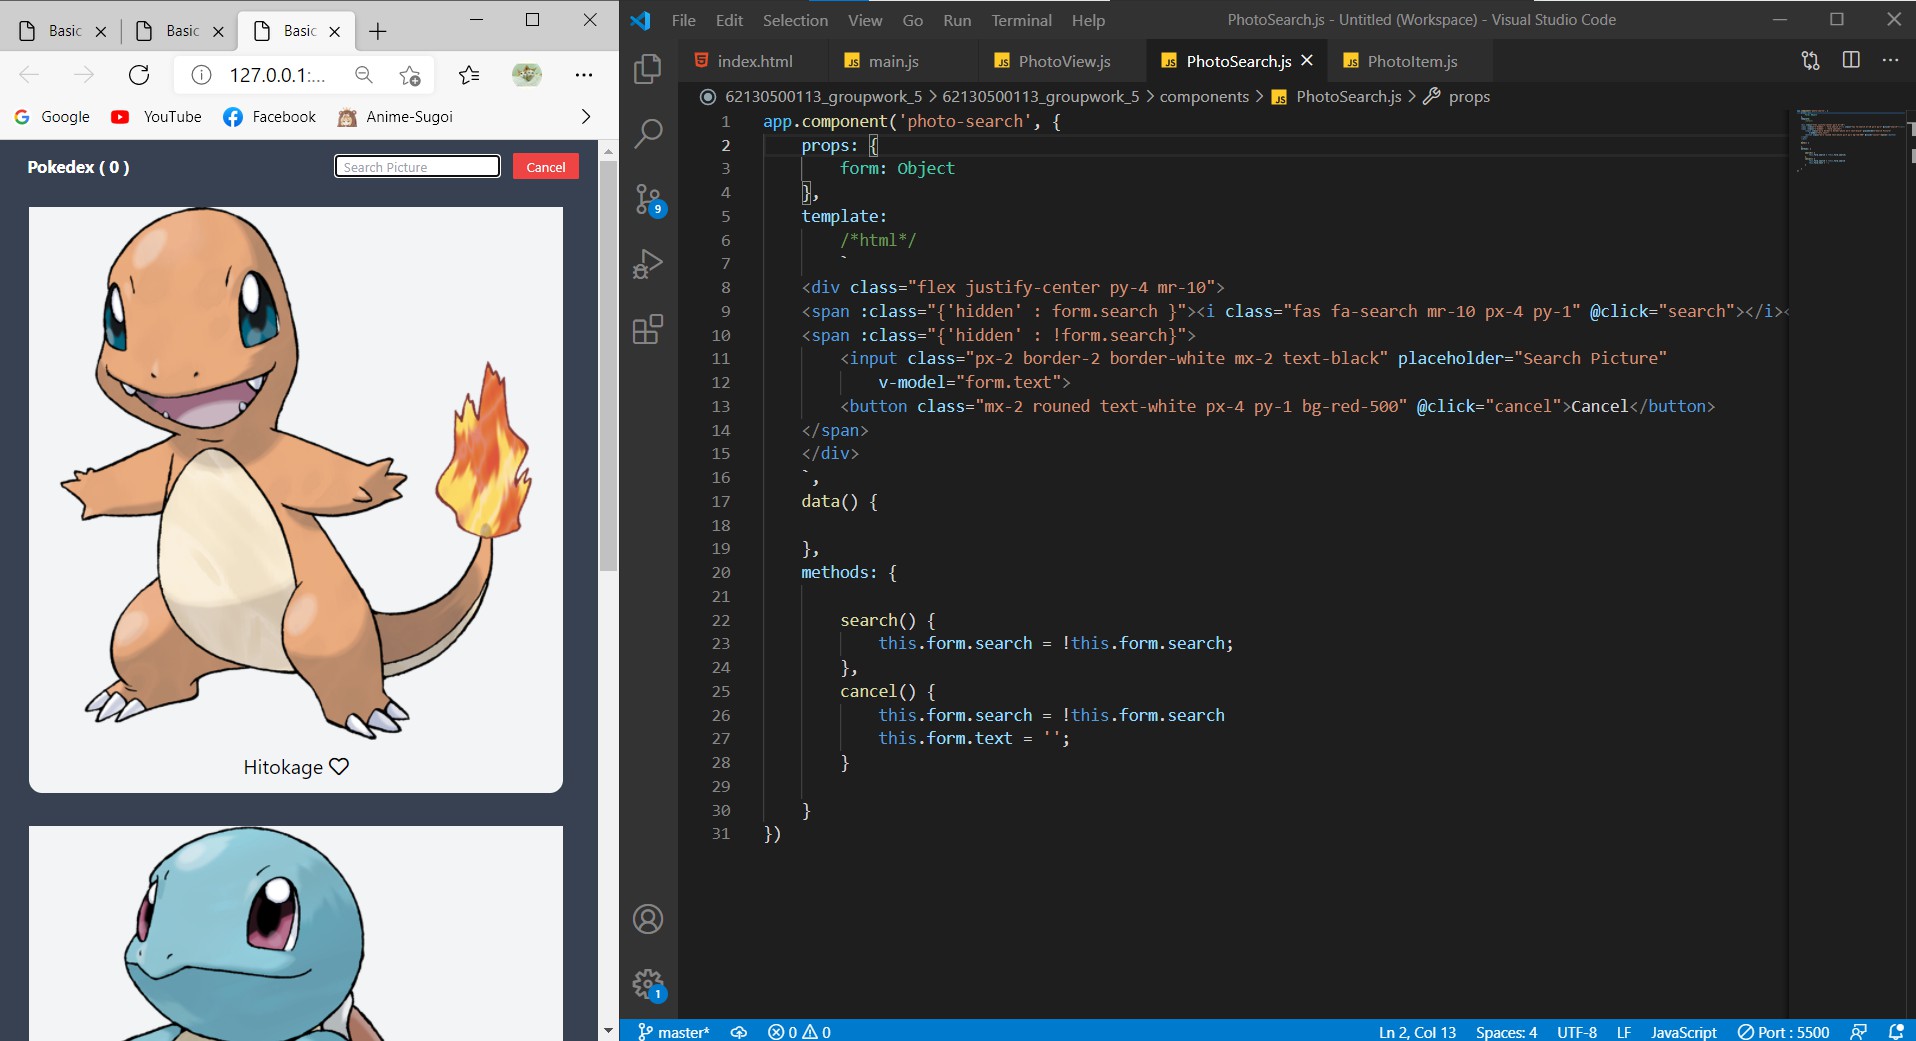 Basic
Basic
Basic
127.0.0.1:...
Google
YouTube
Facebook
Anime-Sugoi
Pokedex ( 0 )
Search Picture
Cancel
Hitokage
File Edit Selection View Go Run Terminal Help
PhotoSearch.js - Untitled (Workspace) - Visual Studio Code
index.html
main.js
PhotoView.js
PhotoSearch.js
PhotoItem.js
62130500113_groupwork_5 > 62130500113_groupwork_5 > components > PhotoSearch.js > props
1 app.component('photo-search', {
2 props: {
3 form: Object
4 },
5 template:
6 /*html*/
7 `
8 <div class="flex justify-center py-4 mr-10">
9 <span :class="{'hidden' : form.search }"><i class="fas fa-search mr-10 px-4 py-1" @click="search"></i><
10 <span :class="{'hidden' : !form.search}">
11 <input class="px-2 border-2 border-white mx-2 text-black" placeholder="Search Picture"
12 v-model="form.text">
13 <button class="mx-2 rouned text-white px-4 py-1 bg-red-500" @click="cancel">Cancel</button>
14 </span>
15 </div>
16 `,
17 data() {
18
19 },
20 methods: {
21
22 search() {
23 this.form.search = !this.form.search;
24 },
25 cancel() {
26 this.form.search = !this.form.search
27 this.form.text = '';
28 }
29
30 }
31 })
9
1
master* 0 0
Ln 2, Col 13 Spaces: 4 UTF-8 LF JavaScript Port : 5500